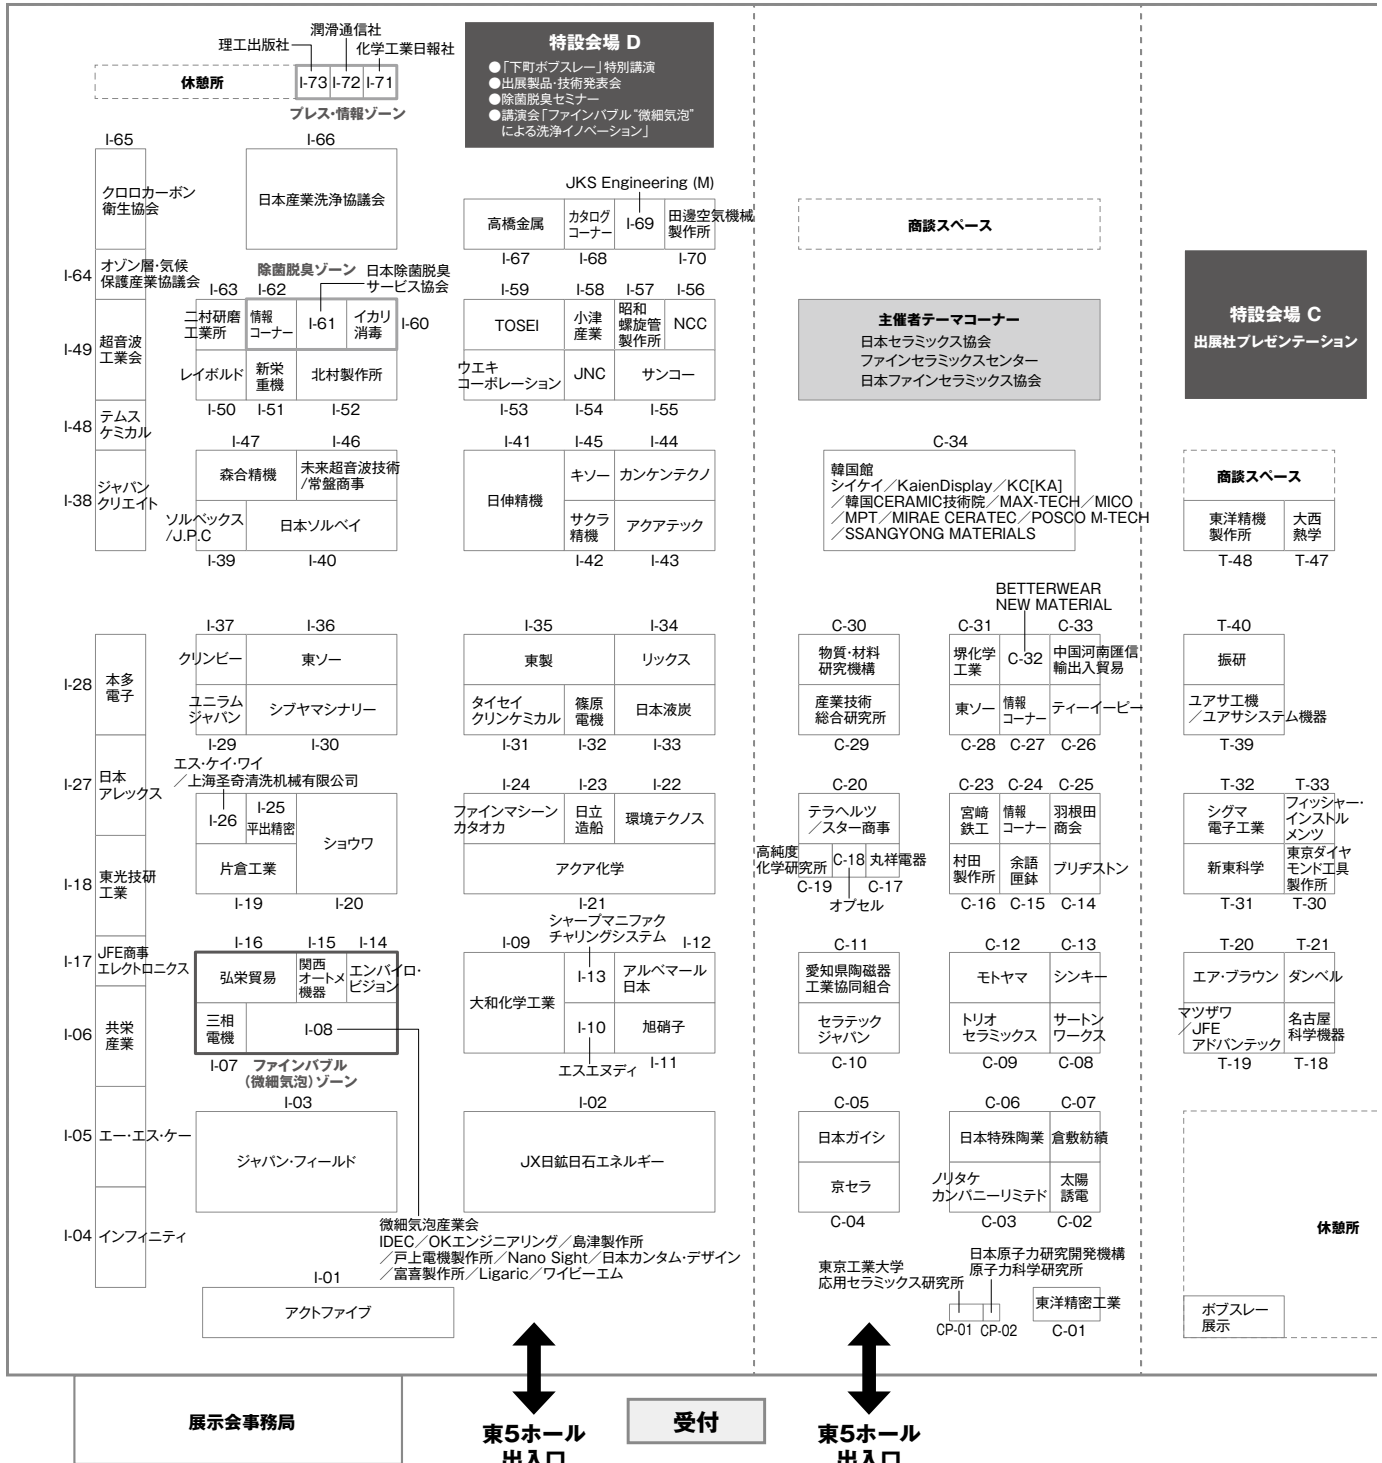 理工出版社
潤滑通信社
化学工業日報社
休憩所
I-73
I-72
I-71
プレス・情報ゾーン
特設会場 D
●「下町ボブスレー」特別講演
●出展製品・技術発表会
●除菌脱臭セミナー
●講演会「ファインバブル“微細気泡”
による洗浄イノベーション」
I-65
I-66
クロロカーボン
衛生協会
日本産業洗浄協議会
JKS Engineering (M)
高橋金属
カタログ
コーナー
I-69
田邊空気機械
製作所
I-67
I-68
I-70
商談スペース
I-64
オゾン層・気候
保護産業協議会
除菌脱臭ゾーン
日本除菌脱臭
サービス協会
I-63
I-62
二村研磨
工業所
情報
コーナー
I-61
イカリ
消毒
I-60
I-59
I-58
I-57
I-56
TOSEI
小津
産業
昭和
螺旋管
製作所
NCC
主催者テーマコーナー
日本セラミックス協会
ファインセラミックスセンター
日本ファインセラミックス協会
特設会場 C
出展社プレゼンテーション
I-49
超音波
工業会
レイボルド
新栄
重機
北村製作所
I-50
I-51
I-52
ウエキ
コーポレーション
JNC
サンコー
I-53
I-54
I-55
I-48
テムス
ケミカル
I-47
I-46
森合精機
未来超音波技術
/常盤商事
I-38
ジャパン
クリエイト
ソルベックス
/J.P.C
日本ソルベイ
I-39
I-40
I-41
I-45
I-44
日伸精機
キソー
カンケンテクノ
サクラ
精機
アクアテック
I-42
I-43
C-34
韓国館
シイケイ／KaienDisplay／KC[KA]
／韓国CERAMIC技術院／MAX-TECH／MICO
／MPT／MIRAE CERATEC／POSCO M-TECH
／SSANGYONG MATERIALS
商談スペース
東洋精機
製作所
大西
熱学
T-48
T-47
I-37
I-36
クリンビー
東ソー
I-28
本多
電子
ユニラム
ジャパン
シブヤマシナリー
I-29
I-30
I-35
I-34
東製
リックス
タイセイ
クリンケミカル
篠原
電機
日本液炭
I-31
I-32
I-33
BETTERWEAR
NEW MATERIAL
C-30
C-31
C-33
物質・材料
研究機構
堺化学
工業
C-32
中国河南匯信
輸出入貿易
産業技術
総合研究所
東ソー
情報
コーナー
ティーイーピー
C-29
C-28
C-27
C-26
T-40
振研
ユアサ工機
／ユアサシステム機器
T-39
I-27
日本
アレックス
エス・ケイ・ワイ
／上海圣奇清洗机械有限公司
I-26
I-25
平出精密
ショウワ
片倉工業
I-19
I-20
I-18
東光技研
工業
I-24
I-23
I-22
ファインマシーン
カタオカ
日立
造船
環境テクノス
アクア化学
I-21
C-20
C-23
C-24
C-25
テラヘルツ
／スター商事
宮﨑
鉄工
情報
コーナー
羽根田
商会
高純度
化学研究所
C-18
丸祥電器
村田
製作所
余語
匣鉢
ブリヂストン
C-19
C-17
オプセル
C-16
C-15
C-14
T-32
T-33
シグマ
電子工業
フィッシャー・
インストル
メンツ
新東科学
東京ダイヤ
モンド工具
製作所
T-31
T-30
I-17
JFE商事
エレクトロニクス
I-16
I-15
I-14
弘栄貿易
関西
オートメ
機器
エンバイロ・
ビジョン
三相
電機
I-08
I-07
ファインバブル
（微細気泡）ゾーン
I-06
共栄
産業
シャープマニファク
チャリングシステム
I-09
I-12
大和化学工業
I-13
アルベマール
日本
I-10
旭硝子
エスエヌディ
I-11
C-11
C-12
C-13
愛知県陶磁器
工業協同組合
モトヤマ
シンキー
セラテック
ジャパン
トリオ
セラミックス
サートン
ワークス
C-10
C-09
C-08
T-20
T-21
エア・ブラウン
ダンベル
マツザワ
／JFE
アドバンテック
名古屋
科学機器
T-19
T-18
I-05
エー・エス・ケー
I-03
ジャパン・フィールド
I-02
JX日鉱日石エネルギー
C-05
C-06
C-07
日本ガイシ
日本特殊陶業
倉敷紡績
京セラ
ノリタケ
カンパニーリミテド
太陽
誘電
C-04
C-03
C-02
I-04
インフィニティ
微細気泡産業会
IDEC／OKエンジニアリング／島津製作所
／戸上電機製作所／Nano Sight／日本カンタム・デザイン
／富喜製作所／Ligaric／ワイビーエム
I-01
アクトファイブ
東京工業大学
応用セラミックス研究所
日本原子力研究開発機構
原子力科学研究所
CP-01
CP-02
東洋精密工業
C-01
休憩所
ボブスレー
展示
展示会事務局
東5ホール
出入口
受付
東5ホール
出入口